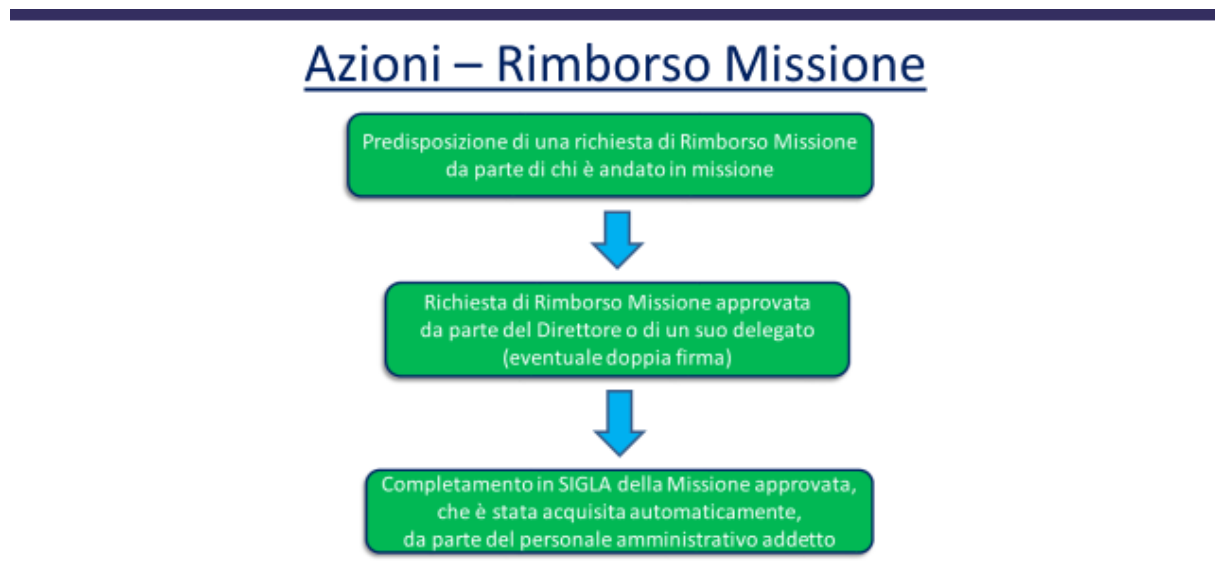 Azioni – Rimborso Missione
Predisposizione di una richiesta di Rimborso Missione
da parte di chi è andato in missione
Richiesta di Rimborso Missione approvata
da parte del Direttore o di un suo delegato
(eventuale doppia firma)
Completamento in SIGLA della Missione approvata,
che è stata acquisita automaticamente,
da parte del personale amministrativo addetto